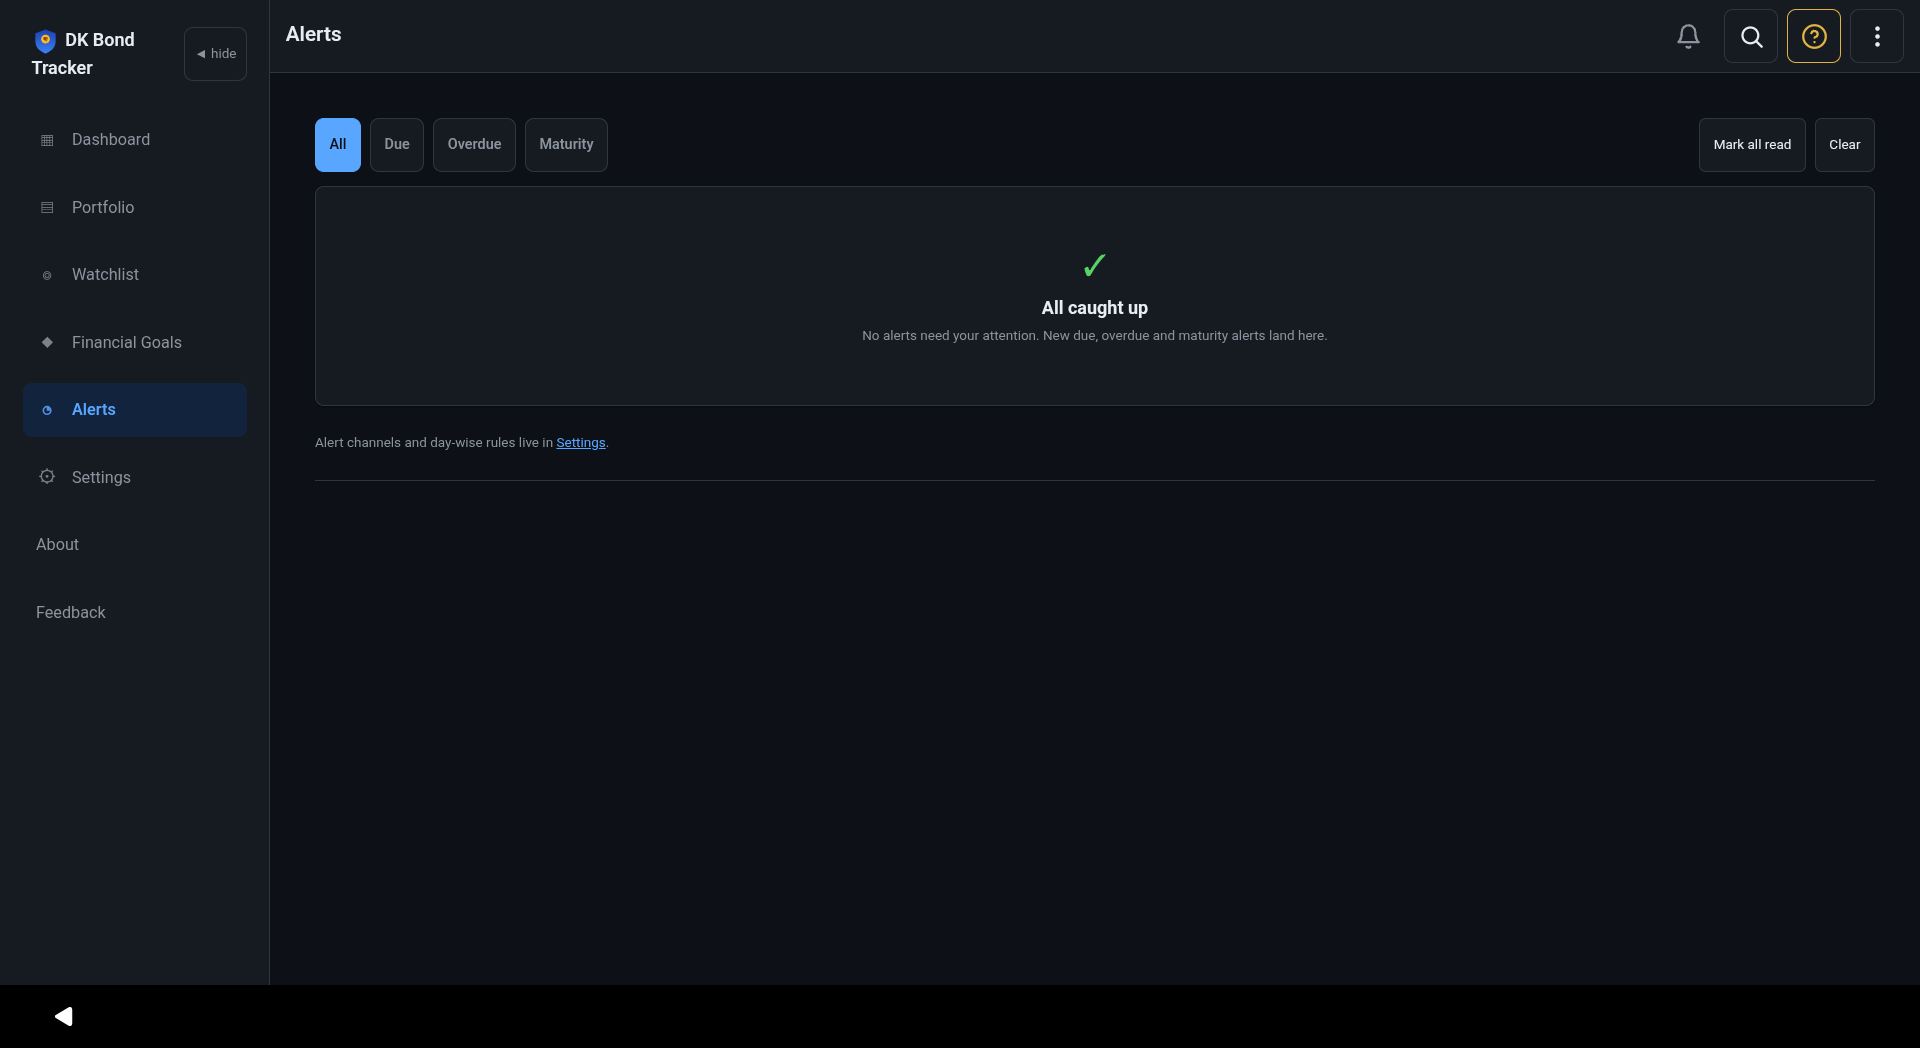 DK Bond
Tracker
◄ hide
Alerts
Dashboard
Portfolio
Watchlist
Financial Goals
Alerts
Settings
About
Feedback
All
Due
Overdue
Maturity
Mark all read
Clear
All caught up
No alerts need your attention. New due, overdue and maturity alerts land here.
Alert channels and day-wise rules live in Settings.